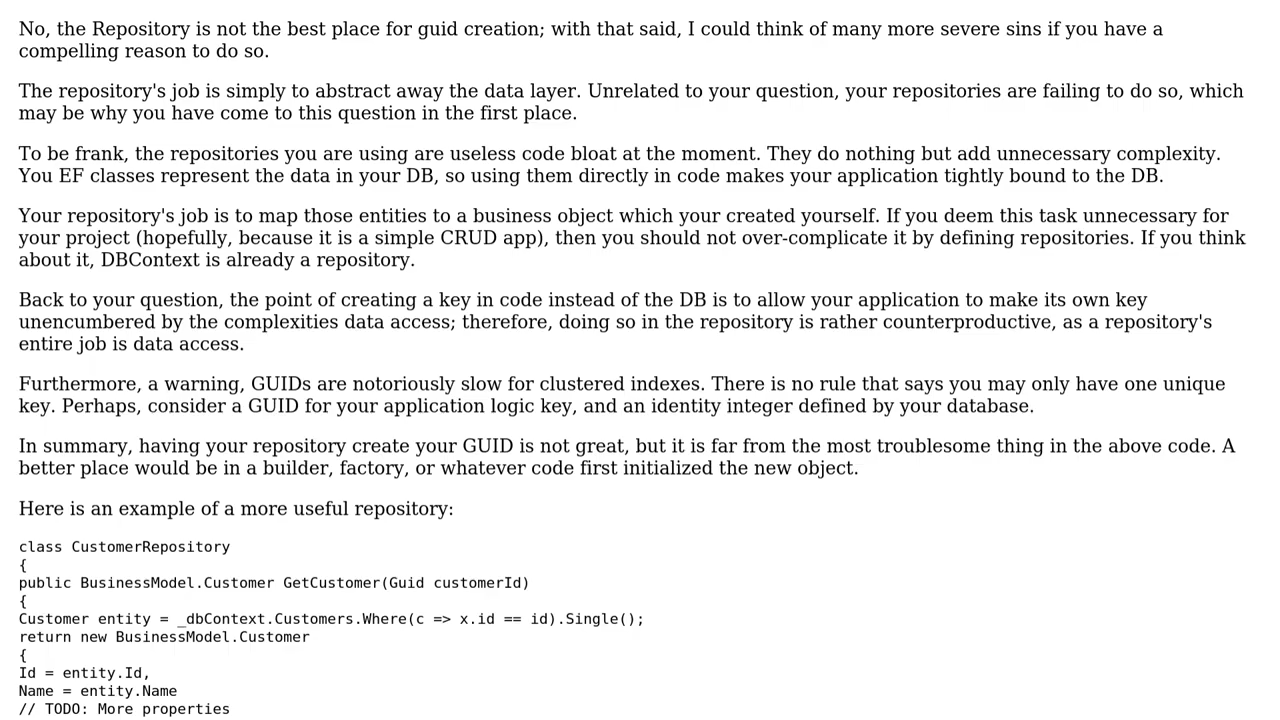 No, the Repository is not the best place for guid creation; with that said, I could think of many more severe sins if you have a
compelling reason to do so.
The repository's job is simply to abstract away the data layer. Unrelated to your question, your repositories are failing to do so, which
may be why you have come to this question in the first place.
To be frank, the repositories you are using are useless code bloat at the moment. They do nothing but add unnecessary complexity.
You EF classes represent the data in your DB, so using them directly in code makes your application tightly bound to the DB.
Your repository's job is to map those entities to a business object which your created yourself. If you deem this task unnecessary for
your project (hopefully, because it is a simple CRUD app), then you should not over-complicate it by defining repositories. If you think
about it, DBContext is already a repository.
Back to your question, the point of creating a key in code instead of the DB is to allow your application to make its own key
unencumbered by the complexities data access; therefore, doing so in the repository is rather counterproductive, as a repository's
entire job is data access.
Furthermore, a warning, GUIDs are notoriously slow for clustered indexes. There is no rule that says you may only have one unique
key. Perhaps, consider a GUID for your application logic key, and an identity integer defined by your database.
In summary, having your repository create your GUID is not great, but it is far from the most troublesome thing in the above code. A
better place would be in a builder, factory, or whatever code first initialized the new object.
Here is an example of a more useful repository:
class CustomerRepository
{
public BusinessModel.Customer GetCustomer(Guid customerId)
{
Customer entity = _dbContext.Customers.Where(c => x.id == id).Single();
return new BusinessModel.Customer
{
Id = entity.Id,
Name = entity.Name
// TODO: More properties